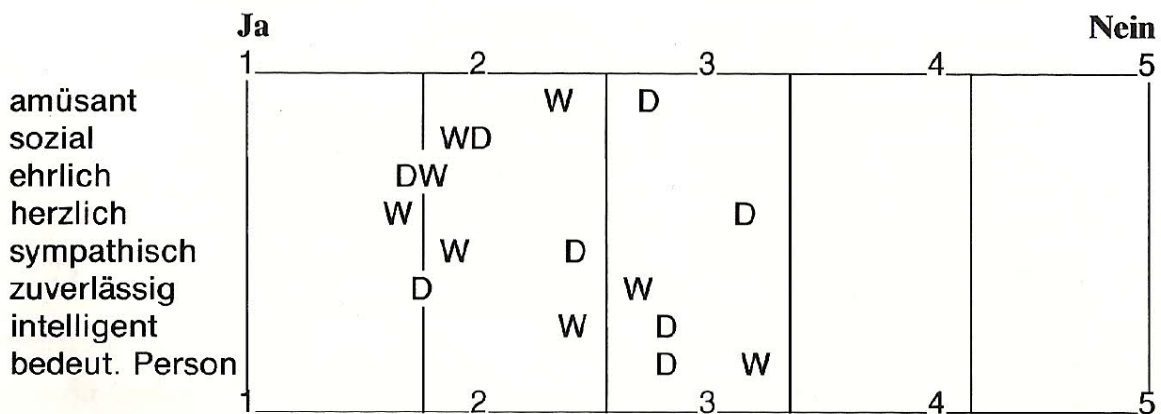 Ja Nein
1 2 3 4 5
amüsant W D
sozial WD
ehrlich DW
herzlich W D
sympathisch W D
zuverlässig D W
intelligent W D
bedeut. Person D W
1 2 3 4 5